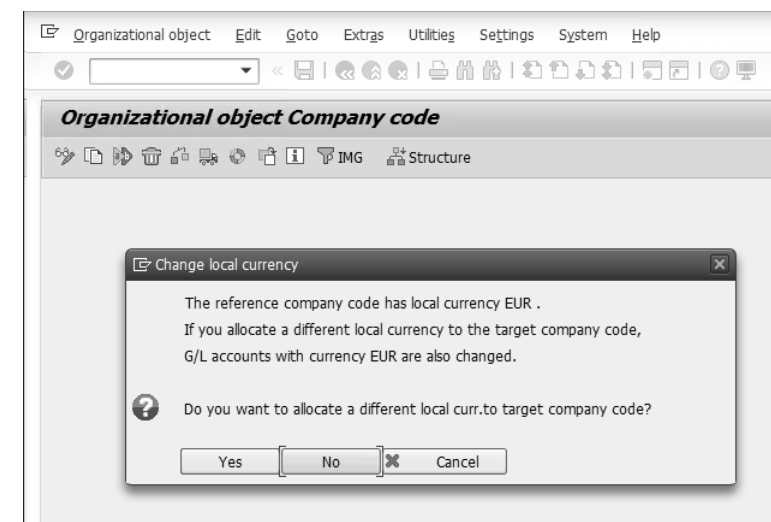 Organizational object Edit Goto Extras Utilities Settings System Help
Organizational object Company code
IMG Structure
Change local currency
The reference company code has local currency EUR .
If you allocate a different local currency to the target company code,
G/L accounts with currency EUR are also changed.
Do you want to allocate a different local curr.to target company code?
Yes No Cancel